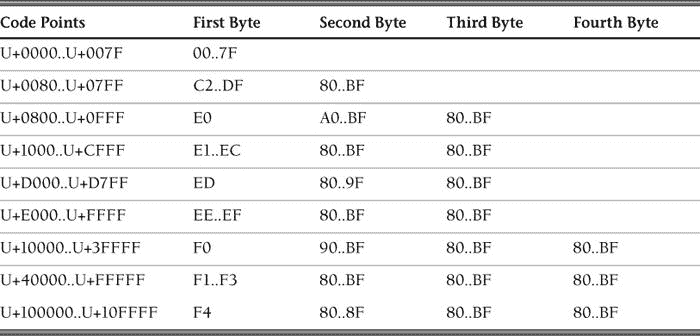 Code Points First Byte Second Byte Third Byte Fourth Byte
U+0000..U+007F 00..7F
U+0080..U+07FF C2..DF 80..BF
U+0800..U+0FFF E0 A0..BF 80..BF
U+1000..U+CFFF E1..EC 80..BF 80..BF
U+D000..U+D7FF ED 80..9F 80..BF
U+E000..U+FFFF EE..EF 80..BF 80..BF
U+10000..U+3FFFF F0 90..BF 80..BF 80..BF
U+40000..U+FFFFF F1..F3 80..BF 80..BF 80..BF
U+100000..U+10FFFF F4 80..8F 80..BF 80..BF